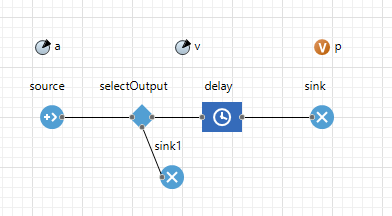 a
v
V p
source
selectOutput
delay
sink
sink1